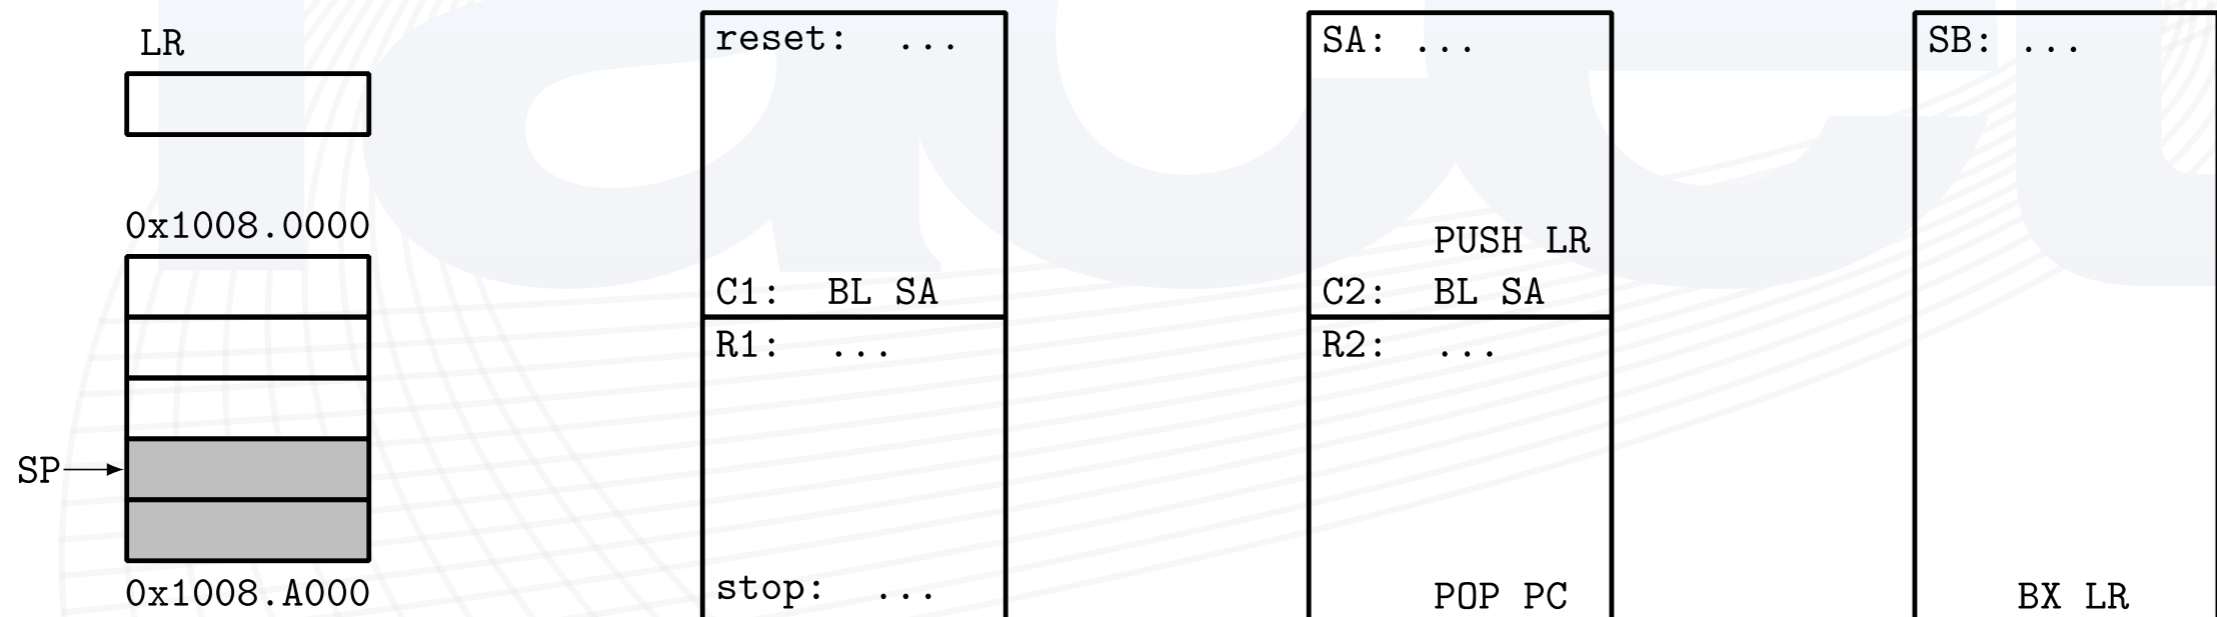 LR
0x1008.0000
SP
0x1008.A000
reset: ...
C1: BL SA
R1: ...
stop: ...
SA: ...
PUSH LR
C2: BL SA
R2: ...
POP PC
SB: ...
BX LR